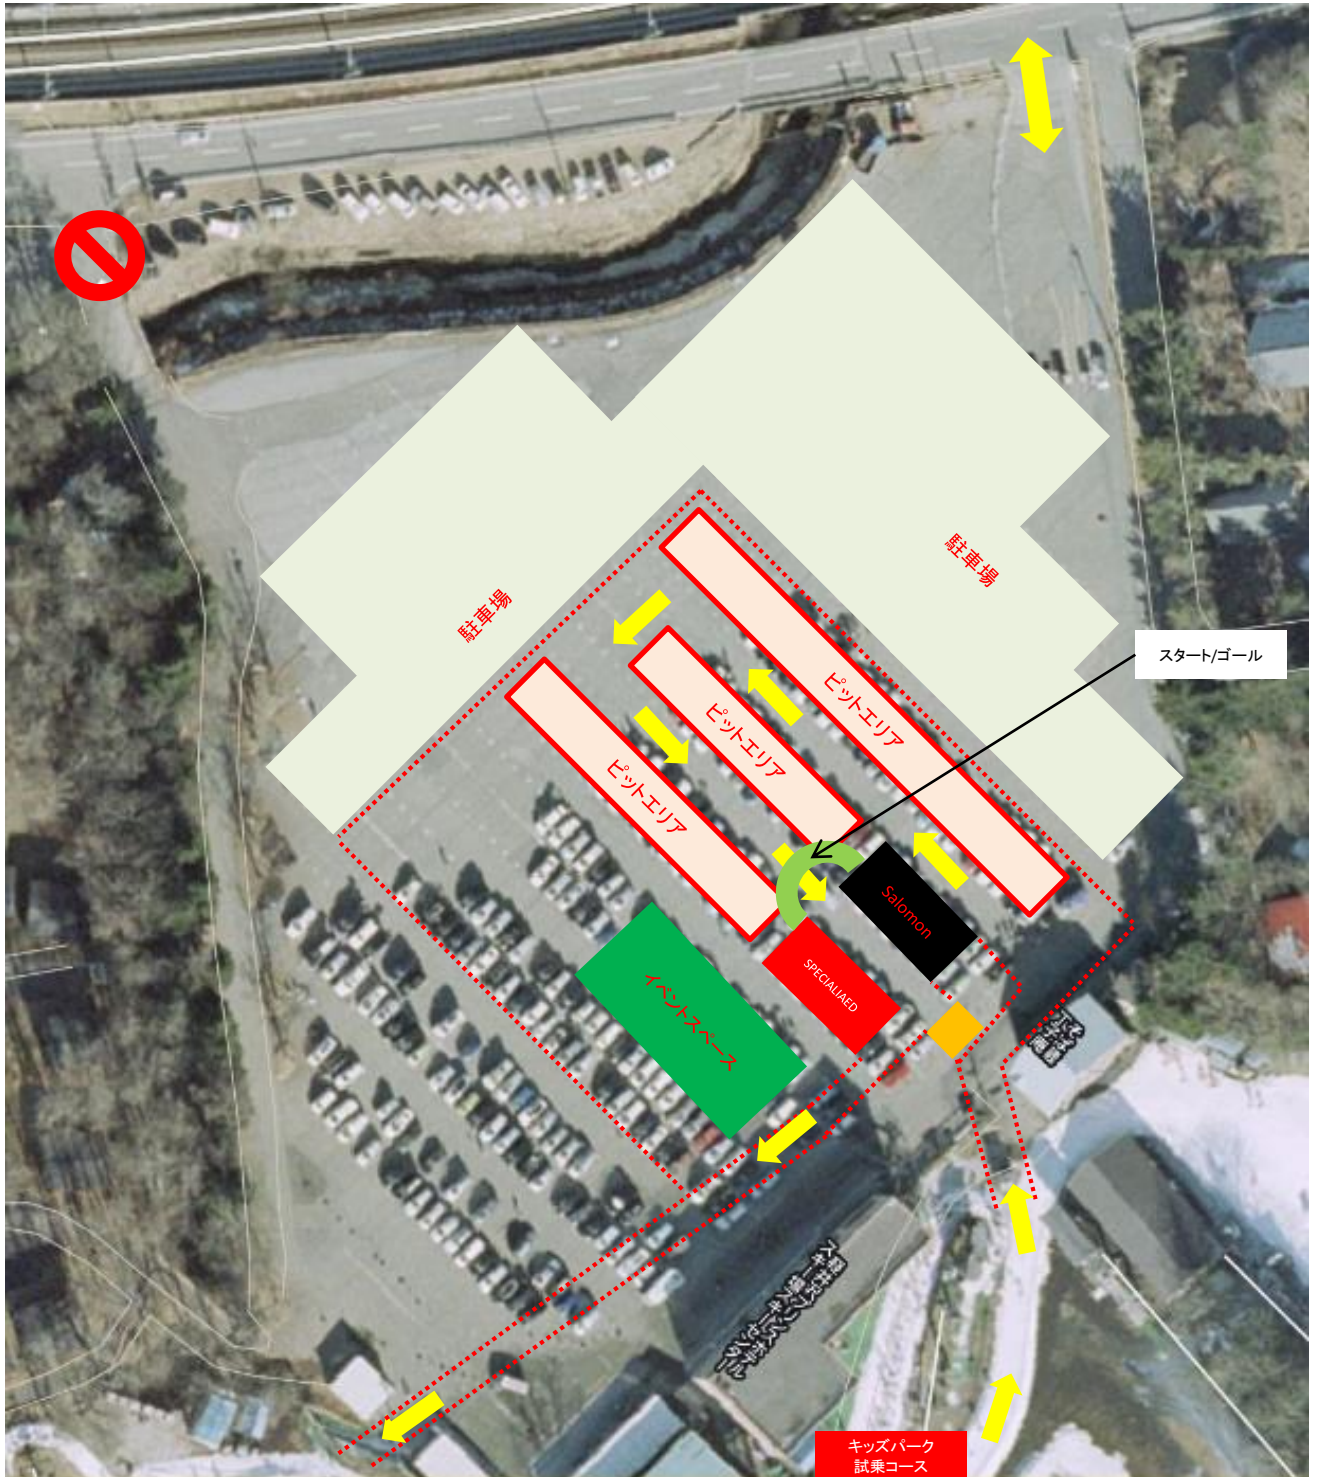 駐車場
駐車場
スタート/ゴール
ピットエリア
ピットエリア
ピットエリア
Salomon
SPECIALIAED
イベントスペース
キッズパーク
試乗コース